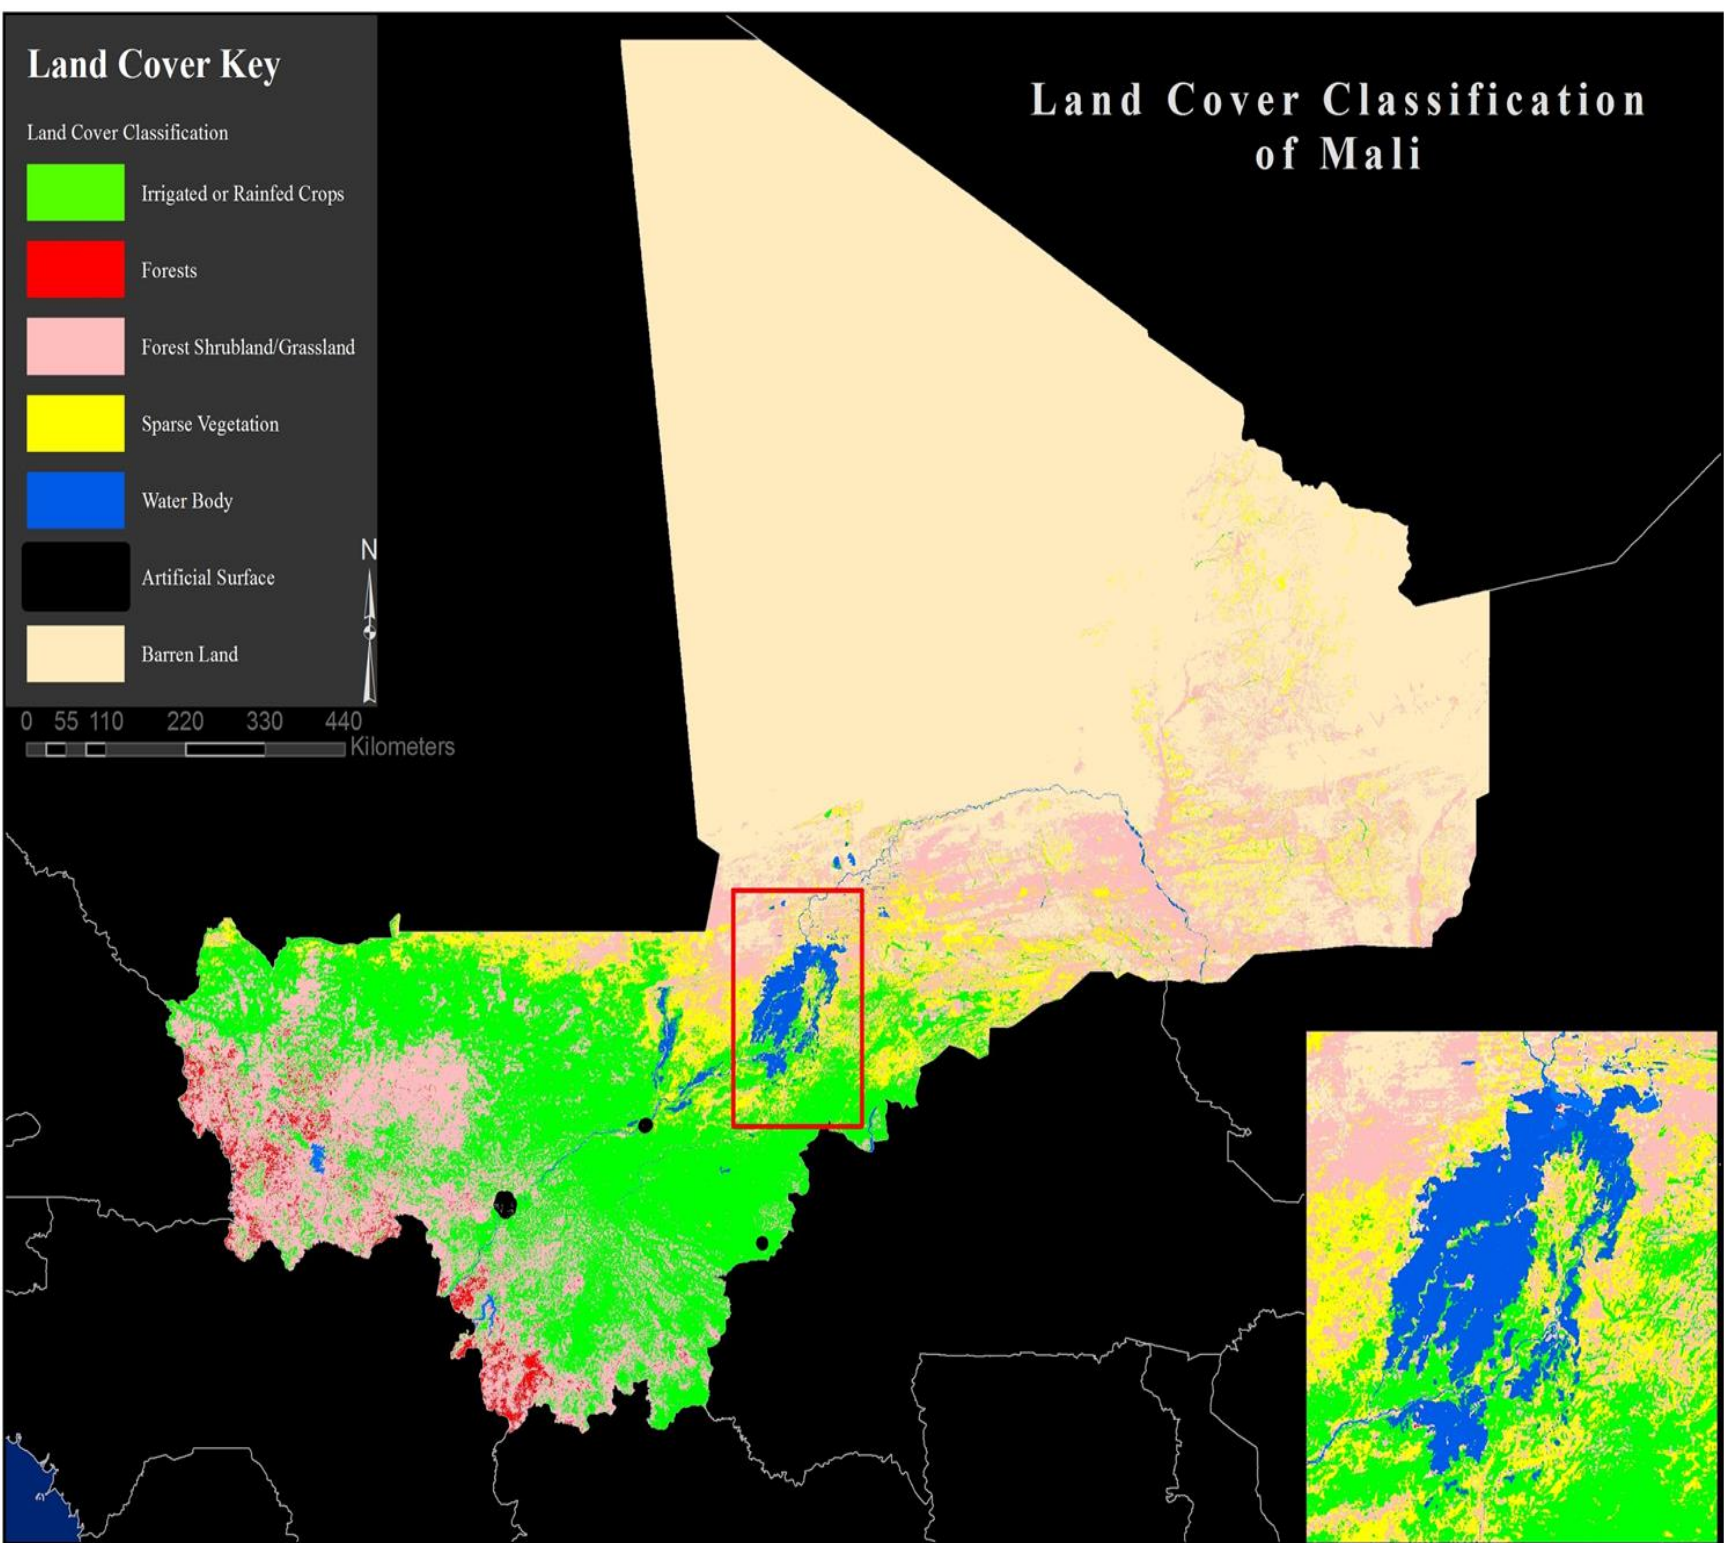 Land Cover Key
Land Cover Classification
Irrigated or Rainfed Crops
Forests
Forest Shrubland/Grassland
Sparse Vegetation
Water Body
Artificial Surface
Barren Land
N
0 55 110 220 330 440
Kilometers
Land Cover Classification
of Mali